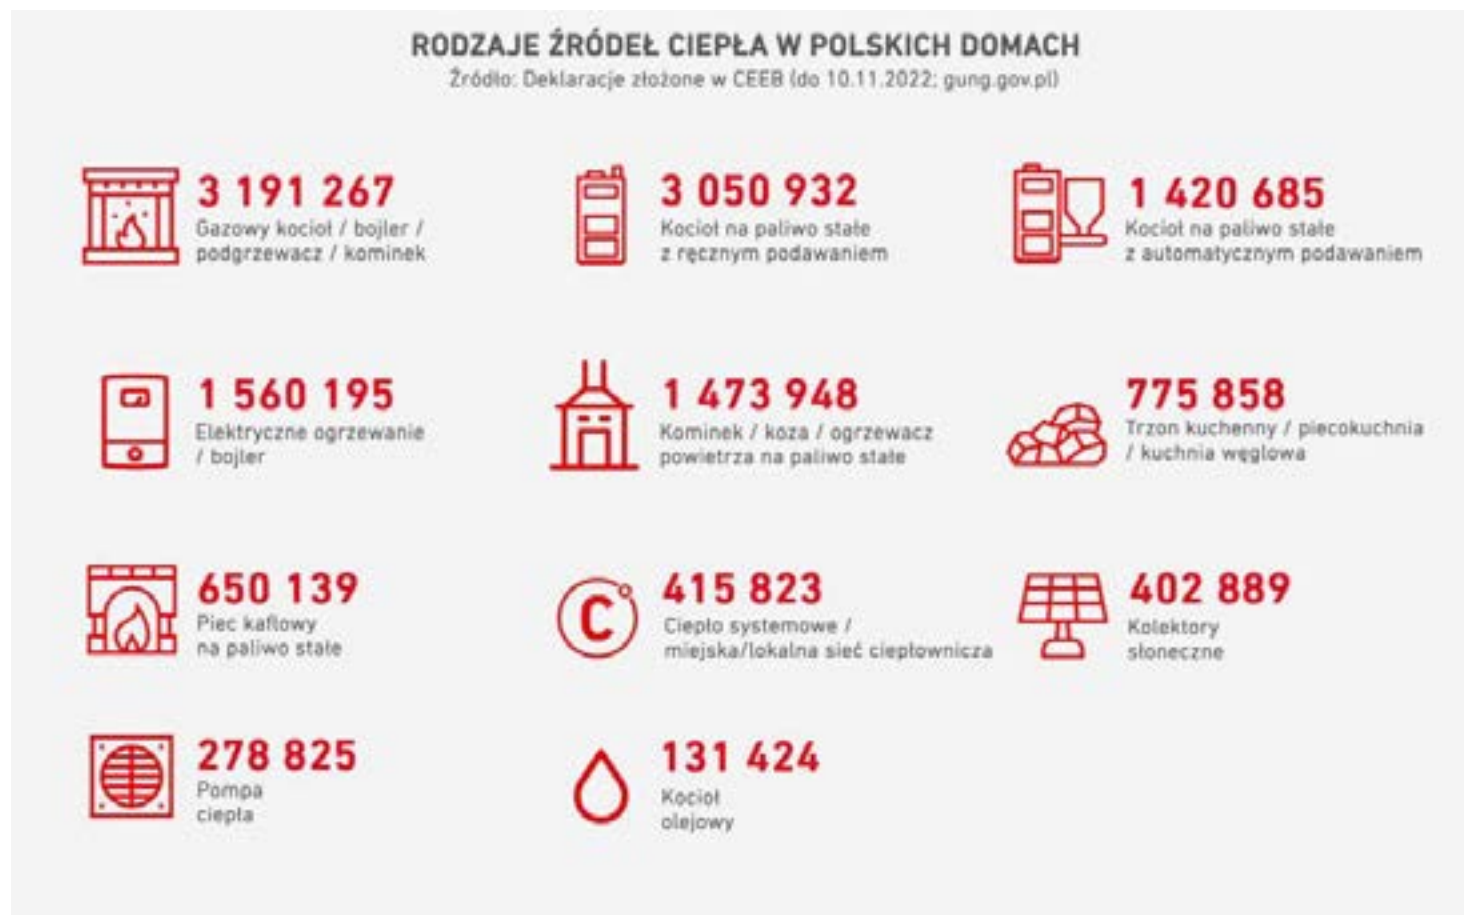 RODZAJE ŹRÓDEŁ CIEPŁA W POLSKICH DOMACH
Źródło: Deklaracje złożone w CEEB (do 10.11.2022; gung.gov.pl)
3 191 267
Gazowy kocioł / bojler /
podgrzewacz / kominek
3 050 932
Kocioł na paliwo stałe
z ręcznym podawaniem
1 420 685
Kocioł na paliwo stałe
z automatycznym podawaniem
1 560 195
Elektryczne ogrzewanie
/ bojler
1 473 948
Kominek / koza / ogrzewacz
powietrza na paliwo stałe
775 858
Trzon kuchenny / piecokuchnia
/ kuchnia węglowa
650 139
Piec kaflowy
na paliwo stałe
C
415 823
Ciepło systemowe /
miejska/lokalna sieć ciepłownicza
402 889
Kolektory
słoneczne
278 825
Pompa
ciepła
131 424
Kocioł
olejowy